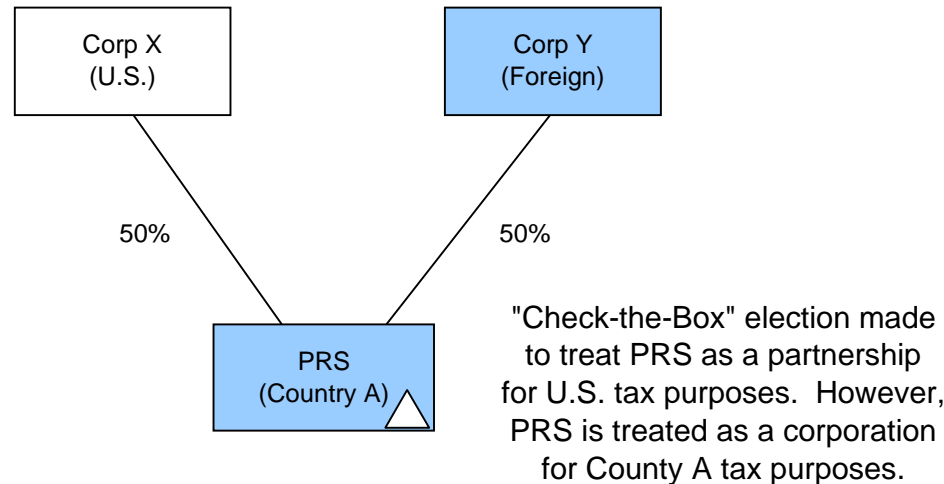 Corp X
(U.S.)
Corp Y
(Foreign)
50%
50%
PRS
(Country A)
"Check-the-Box" election made
to treat PRS as a partnership
for U.S. tax purposes.  However,
PRS is treated as a corporation
for County A tax purposes.